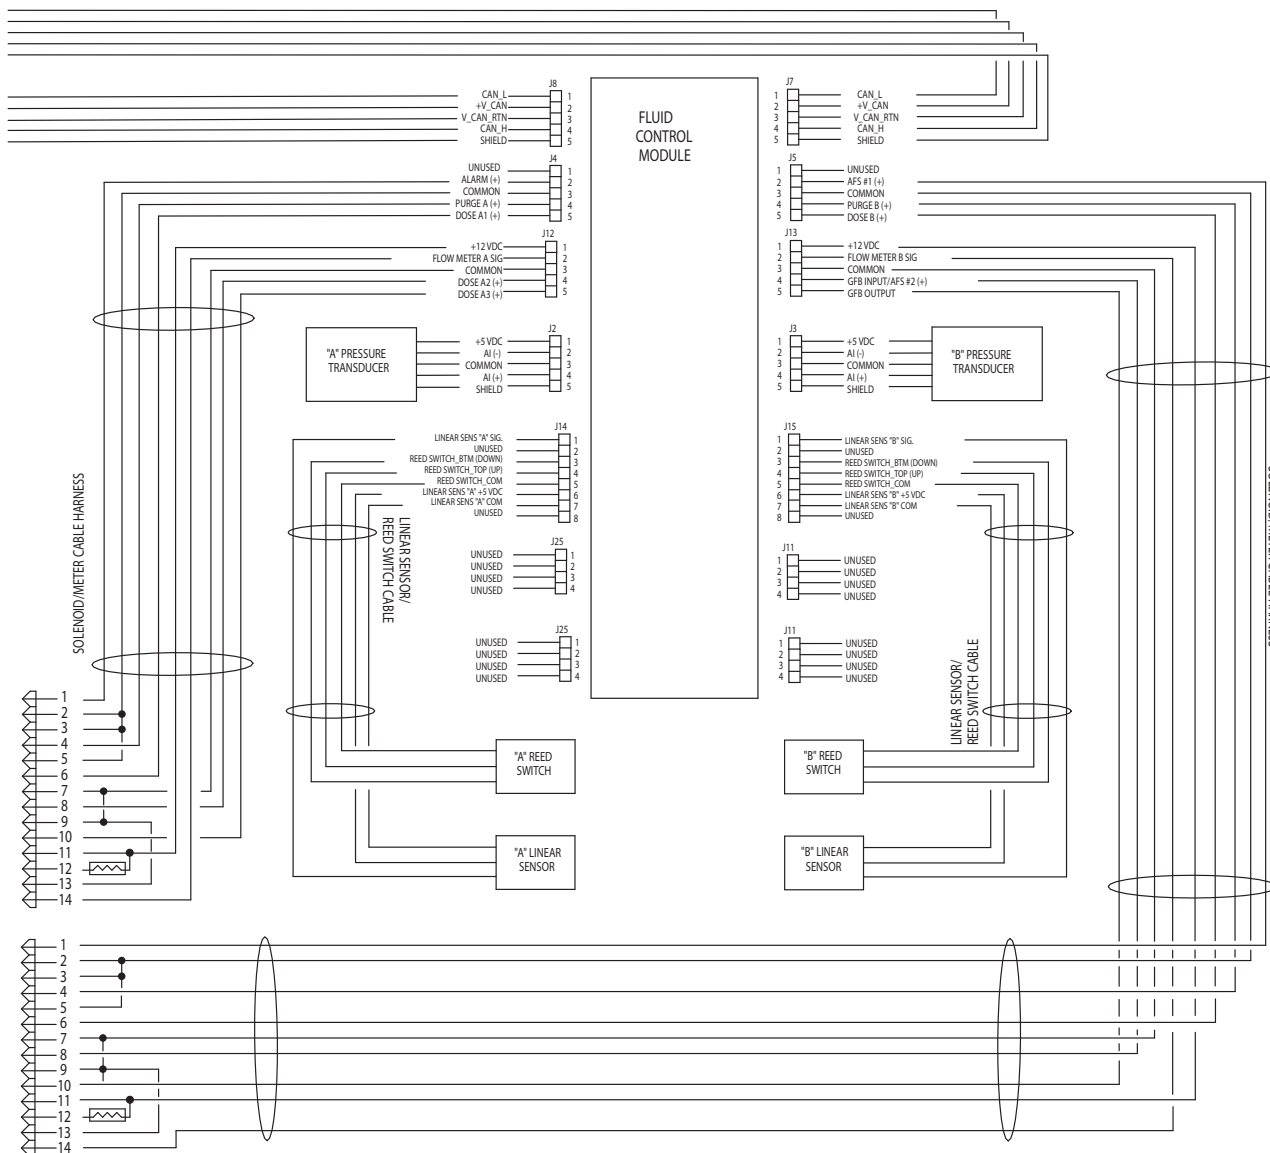 FLUID
CONTROL
MODULE
J8
CAN_L 1
+V_CAN 2
V_CAN_RTN 3
CAN_H 4
SHIELD 5
J4
UNUSED 1
ALARM (+) 2
COMMON 3
PURGE A (+) 4
DOSE A1 (+) 5
J12
+12 VDC 1
FLOW METER A SIG 2
COMMON 3
DOSE A2 (+) 4
DOSE A3 (+) 5
"A" PRESSURE
TRANSDUCER
J2
+5 VDC 1
AI (-) 2
COMMON 3
AI (+) 4
SHIELD 5
J14
LINEAR SENS "A" SIG. 1
UNUSED 2
REED SWITCH_BTM (DOWN) 3
REED SWITCH_TOP (UP) 4
REED SWITCH_COM 5
LINEAR SENS "A" +5 VDC 6
LINEAR SENS "A" COM 7
UNUSED 8
J25
UNUSED 1
UNUSED 2
UNUSED 3
UNUSED 4
J25
UNUSED 1
UNUSED 2
UNUSED 3
UNUSED 4
J7
1 CAN_L
2 +V_CAN
3 V_CAN_RTN
4 CAN_H
5 SHIELD
J5
1 UNUSED
2 AFS #1 (+)
3 COMMON
4 PURGE B (+)
5 DOSE B (+)
J13
1 +12 VDC
2 FLOW METER B SIG
3 COMMON
4 GFB INPUT/AFS #2 (+)
5 GFB OUTPUT
J3
1 +5 VDC
2 AI (-)
3 COMMON
4 AI (+)
5 SHIELD
"B" PRESSURE
TRANSDUCER
J15
1 LINEAR SENS "B" SIG.
2 UNUSED
3 REED SWITCH_BTM (DOWN)
4 REED SWITCH_TOP (UP)
5 REED SWITCH_COM
6 LINEAR SENS "B" +5 VDC
7 LINEAR SENS "B" COM
8 UNUSED
J11
1 UNUSED
2 UNUSED
3 UNUSED
4 UNUSED
J11
1 UNUSED
2 UNUSED
3 UNUSED
4 UNUSED
SOLENOID/METER CABLE HARNESS
LINEAR SENSOR/
REED SWITCH CABLE
LINEAR SENSOR/
REED SWITCH CABLE
"A" REED
SWITCH
"B" REED
SWITCH
"A" LINEAR
SENSOR
"B" LINEAR
SENSOR
1
2
3
4
5
6
7
8
9
10
11
12
13
14
1
2
3
4
5
6
7
8
9
10
11
12
13
14